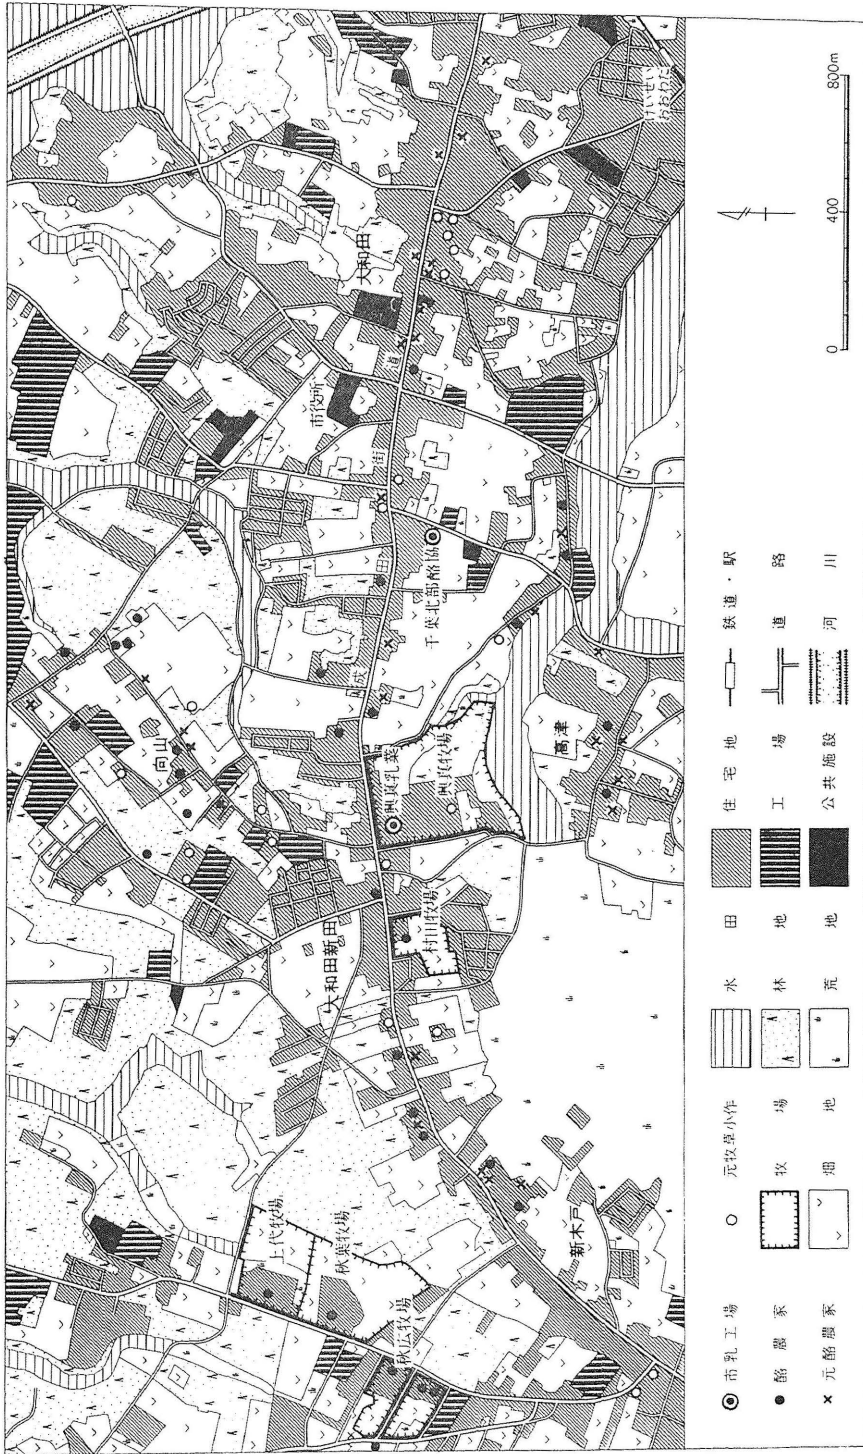 向山
大和田新田
上代牧場
秋葉牧場
秋広牧場
新木戸
興真乳業
興真牧場
高津
千葉北部酪協
成田街道
市役所
大和田
けいせい
おおわだ
市乳工場
酪農家
元酪農家
元牧草小作
牧場
畑地
水田
林地
荒地
住宅地
工場
公共施設
鉄道・駅
道路
河川
0 400 800m